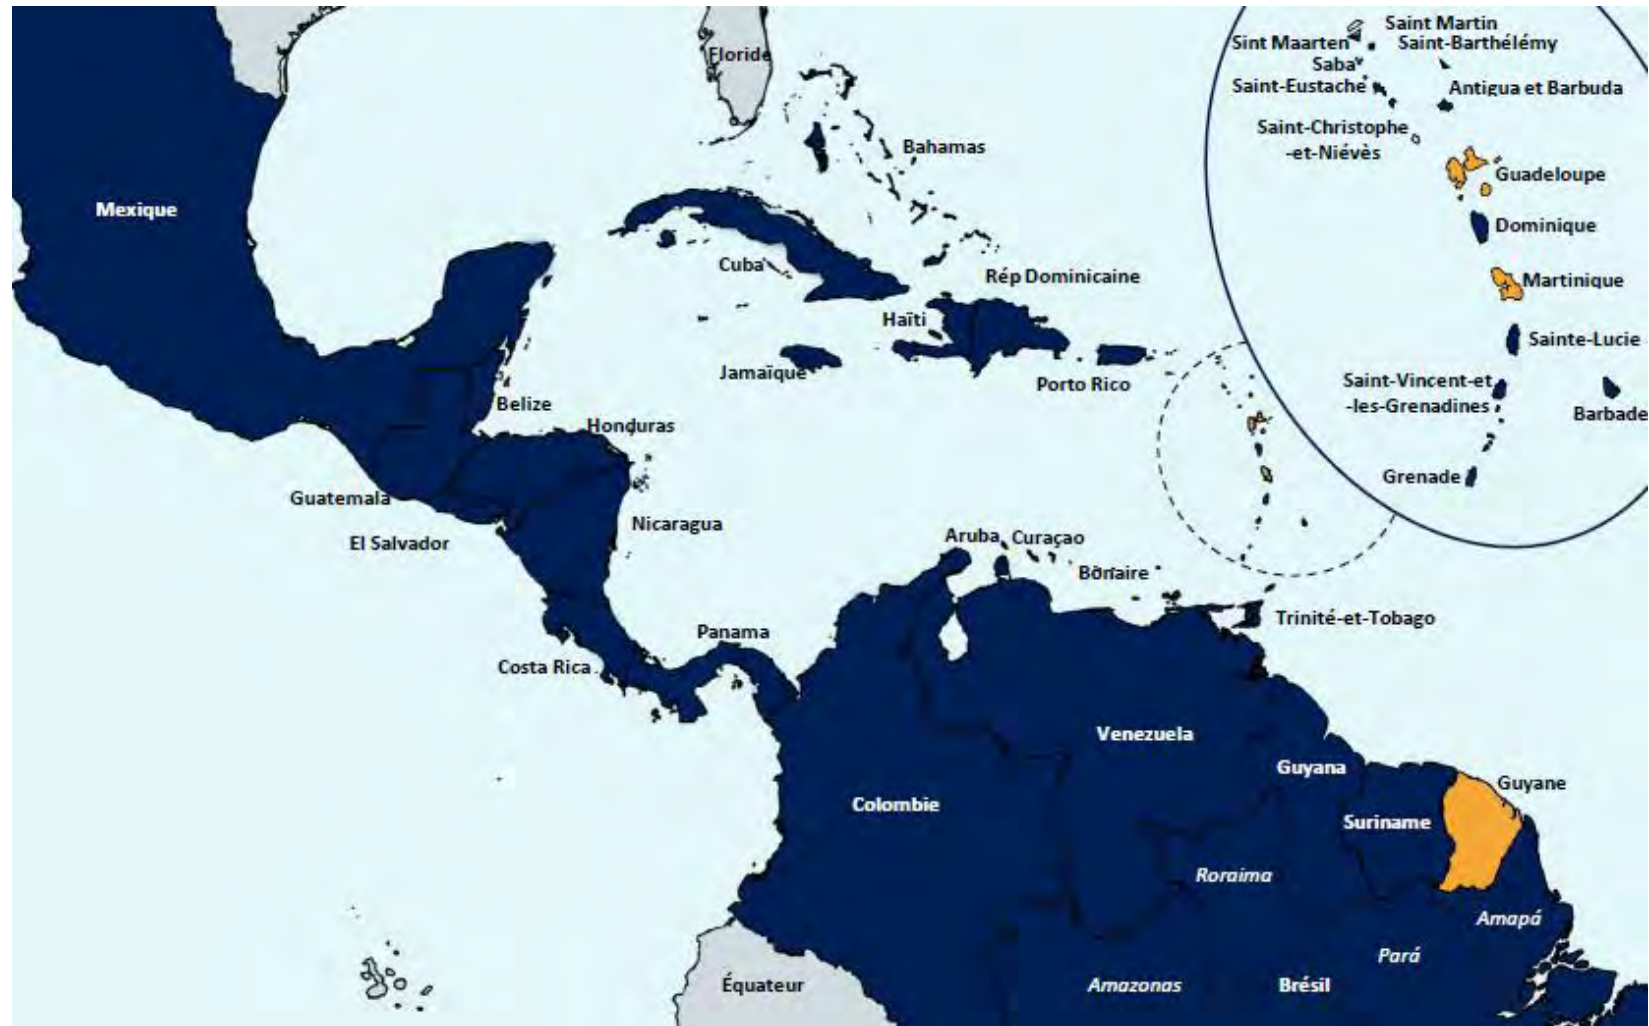 Saint Martin
Floride
Sint Maarten
Saint-Barthélémy
Saba
Saint-Eustache
Antigua et Barbuda
Saint-Christophe
-et-Niévès
Bahamas
Guadeloupe
Mexique
Dominique
Cuba
Rép Dominicaine
Martinique
Haïti
Sainte-Lucie
Jamaïque
Porto Rico
Saint-Vincent-et
-les-Grenadines
Belize
Barbade
Honduras
Grenade
Guatemala
Nicaragua
El Salvador
Aruba
Curaçao
Bonaire
Trinité-et-Tobago
Panama
Costa Rica
Venezuela
Guyana
Guyane
Colombie
Suriname
Roraima
Amapá
Pará
Équateur
Amazonas
Brésil